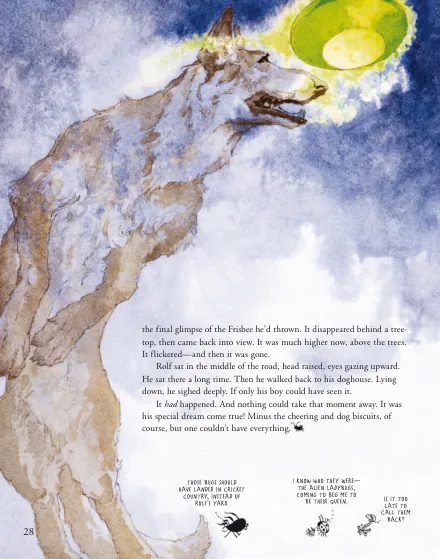 the final glimpse of the Frisbee he'd thrown. It disappeared behind a tree-
top, then came back into view. It was much higher now, above the trees.
It flickered—and then it was gone.
Rolf sat in the middle of the road, head raised, eyes gazing upward.
He sat there a long time. Then he walked back to his doghouse. Lying
down, he sighed deeply. If only his boy could have seen it.
It had happened. And nothing could take that moment away. It was
his special dream come true! Minus the cheering and dog biscuits, of
course, but one couldn't have everything.
THOSE BUGS SHOULD
HAVE LANDED IN CRICKET
COUNTRY, INSTEAD OF
ROLF'S YARD.
I KNOW WHO THEY WERE—
THE ALIEN LADYBUGS,
COMING TO BEG ME TO
BE THEIR QUEEN.
IS IT TOO
LATE TO
CALL THEM
BACK?
28